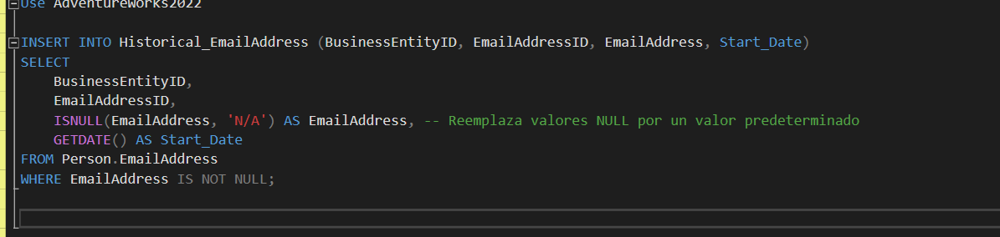 Use AdventureWorks2022
INSERT INTO Historical_EmailAddress (BusinessEntityID, EmailAddressID, EmailAddress, Start_Date)
SELECT
BusinessEntityID,
EmailAddressID,
ISNULL(EmailAddress, 'N/A') AS EmailAddress, -- Reemplaza valores NULL por un valor predeterminado
GETDATE() AS Start_Date
FROM Person.EmailAddress
WHERE EmailAddress IS NOT NULL;